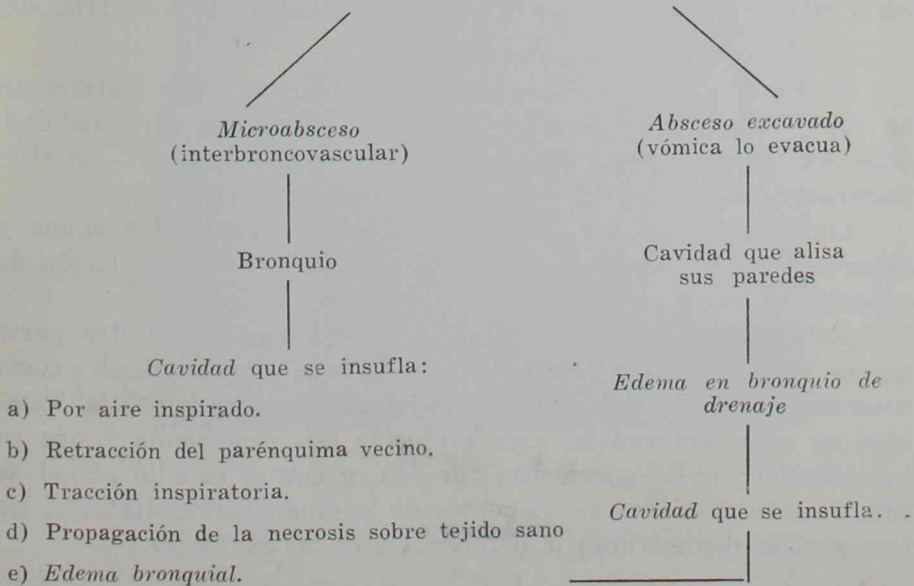 Microabsceso
(interbroncovascular)
Bronquio
Cavidad que se insufla:
a) Por aire inspirado.
b) Retracción del parénquima vecino.
c) Tracción inspiratoria.
d) Propagación de la necrosis sobre tejido sano
e) Edema bronquial.
Absceso excavado
(vómica lo evacua)
Cavidad que alisa
sus paredes
Edema en bronquio de
drenaje
Cavidad que se insufla. .